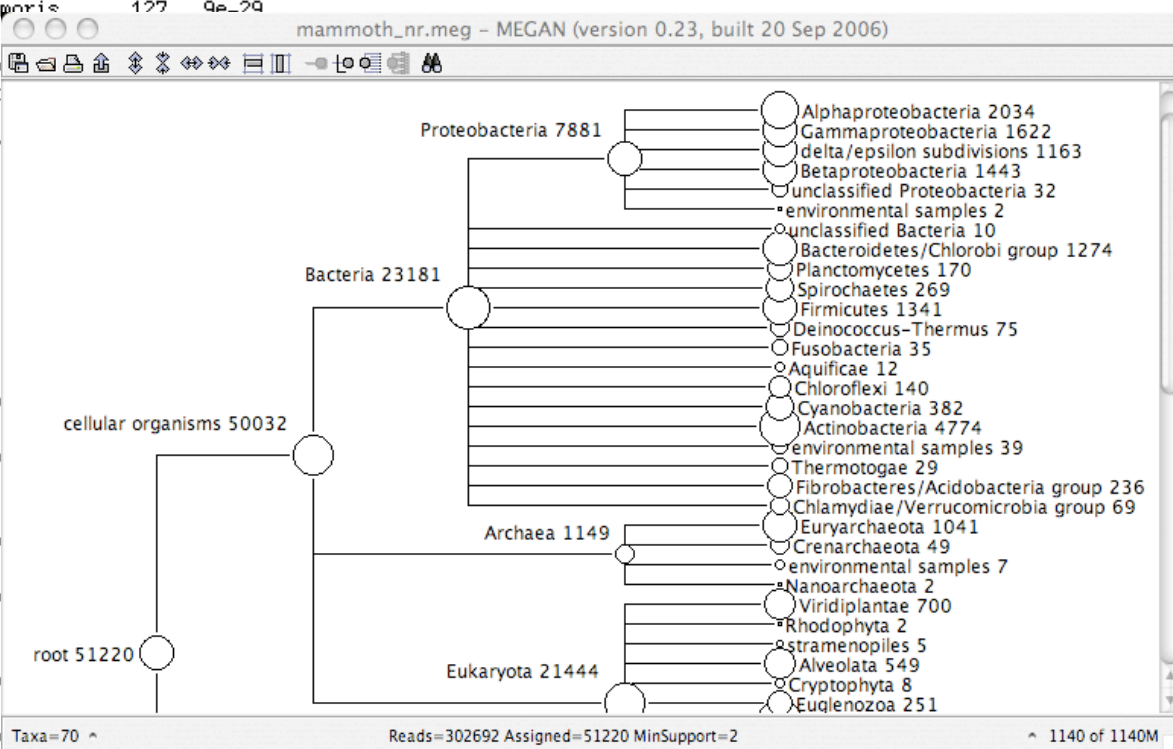 moris 127 9e-29
mammoth_nr.meg – MEGAN (version 0.23, built 20 Sep 2006)
Alphaproteobacteria 2034
Proteobacteria 7881
Gammaproteobacteria 1622
delta/epsilon subdivisions 1163
Betaproteobacteria 1443
unclassified Proteobacteria 32
environmental samples 2
unclassified Bacteria 10
Bacteroidetes/Chlorobi group 1274
Bacteria 23181
Planctomycetes 170
Spirochaetes 269
Firmicutes 1341
Deinococcus-Thermus 75
Fusobacteria 35
Aquificae 12
Chloroflexi 140
Cyanobacteria 382
cellular organisms 50032
Actinobacteria 4774
environmental samples 39
Thermotogae 29
Fibrobacteres/Acidobacteria group 236
Chlamydiae/Verrucomicrobia group 69
Archaea 1149
Euryarchaeota 1041
Crenarchaeota 49
environmental samples 7
Nanoarchaeota 2
Viridiplantae 700
Rhodophyta 2
stramenopiles 5
root 51220
Eukaryota 21444
Alveolata 549
Cryptophyta 8
Euglenozoa 251
Taxa=70 Reads=302692 Assigned=51220 MinSupport=2 1140 of 1140M